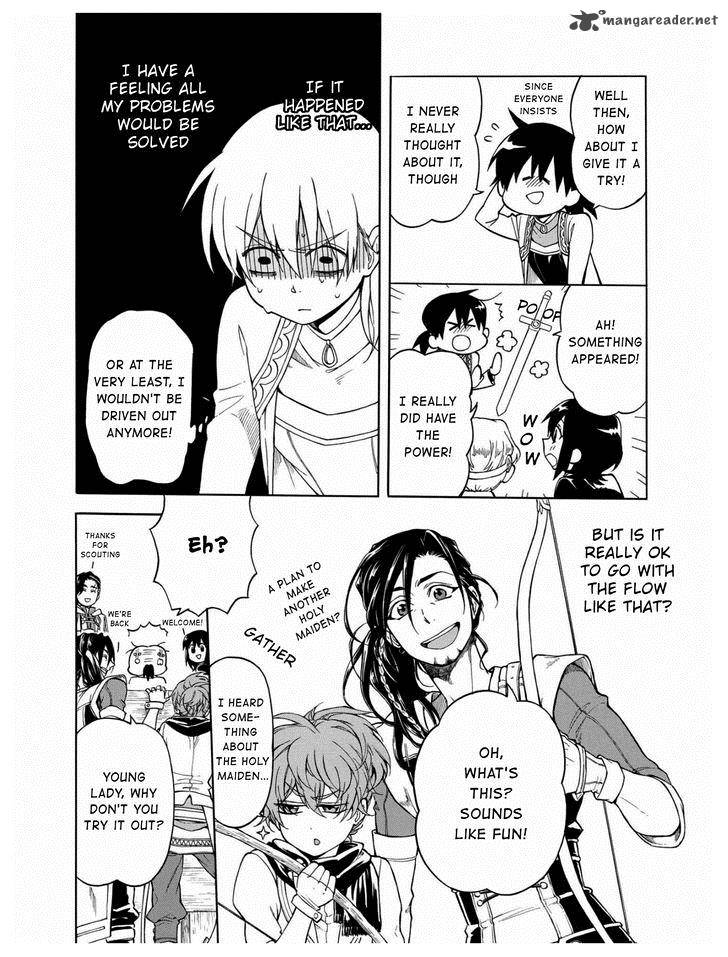 mangareader.net
WELL
THEN,
HOW
ABOUT I
GIVE IT A
TRY!
SINCE
EVERYONE
INSISTS
I NEVER
REALLY
THOUGHT
ABOUT IT,
THOUGH
AH!
SOMETHING
APPEARED!
POOF
I REALLY
DID HAVE
THE
POWER!
WOW
IF IT
HAPPENED
LIKE THAT...
I HAVE A
FEELING ALL
MY PROBLEMS
WOULD BE
SOLVED
OR AT THE
VERY LEAST, I
WOULDN'T BE
DRIVEN OUT
ANYMORE!
BUT IS IT
REALLY OK
TO GO WITH
THE FLOW
LIKE THAT?
OH,
WHAT'S
THIS?
SOUNDS
LIKE FUN!
A PLAN TO
MAKE
ANOTHER
HOLY
MAIDEN?
GATHER
I HEARD
SOME-
THING
ABOUT
THE HOLY
MAIDEN...
Eh?
THANKS
FOR
SCOUTING
WE'RE
BACK
WELCOME!
YOUNG
LADY, WHY
DON'T YOU
TRY IT OUT?